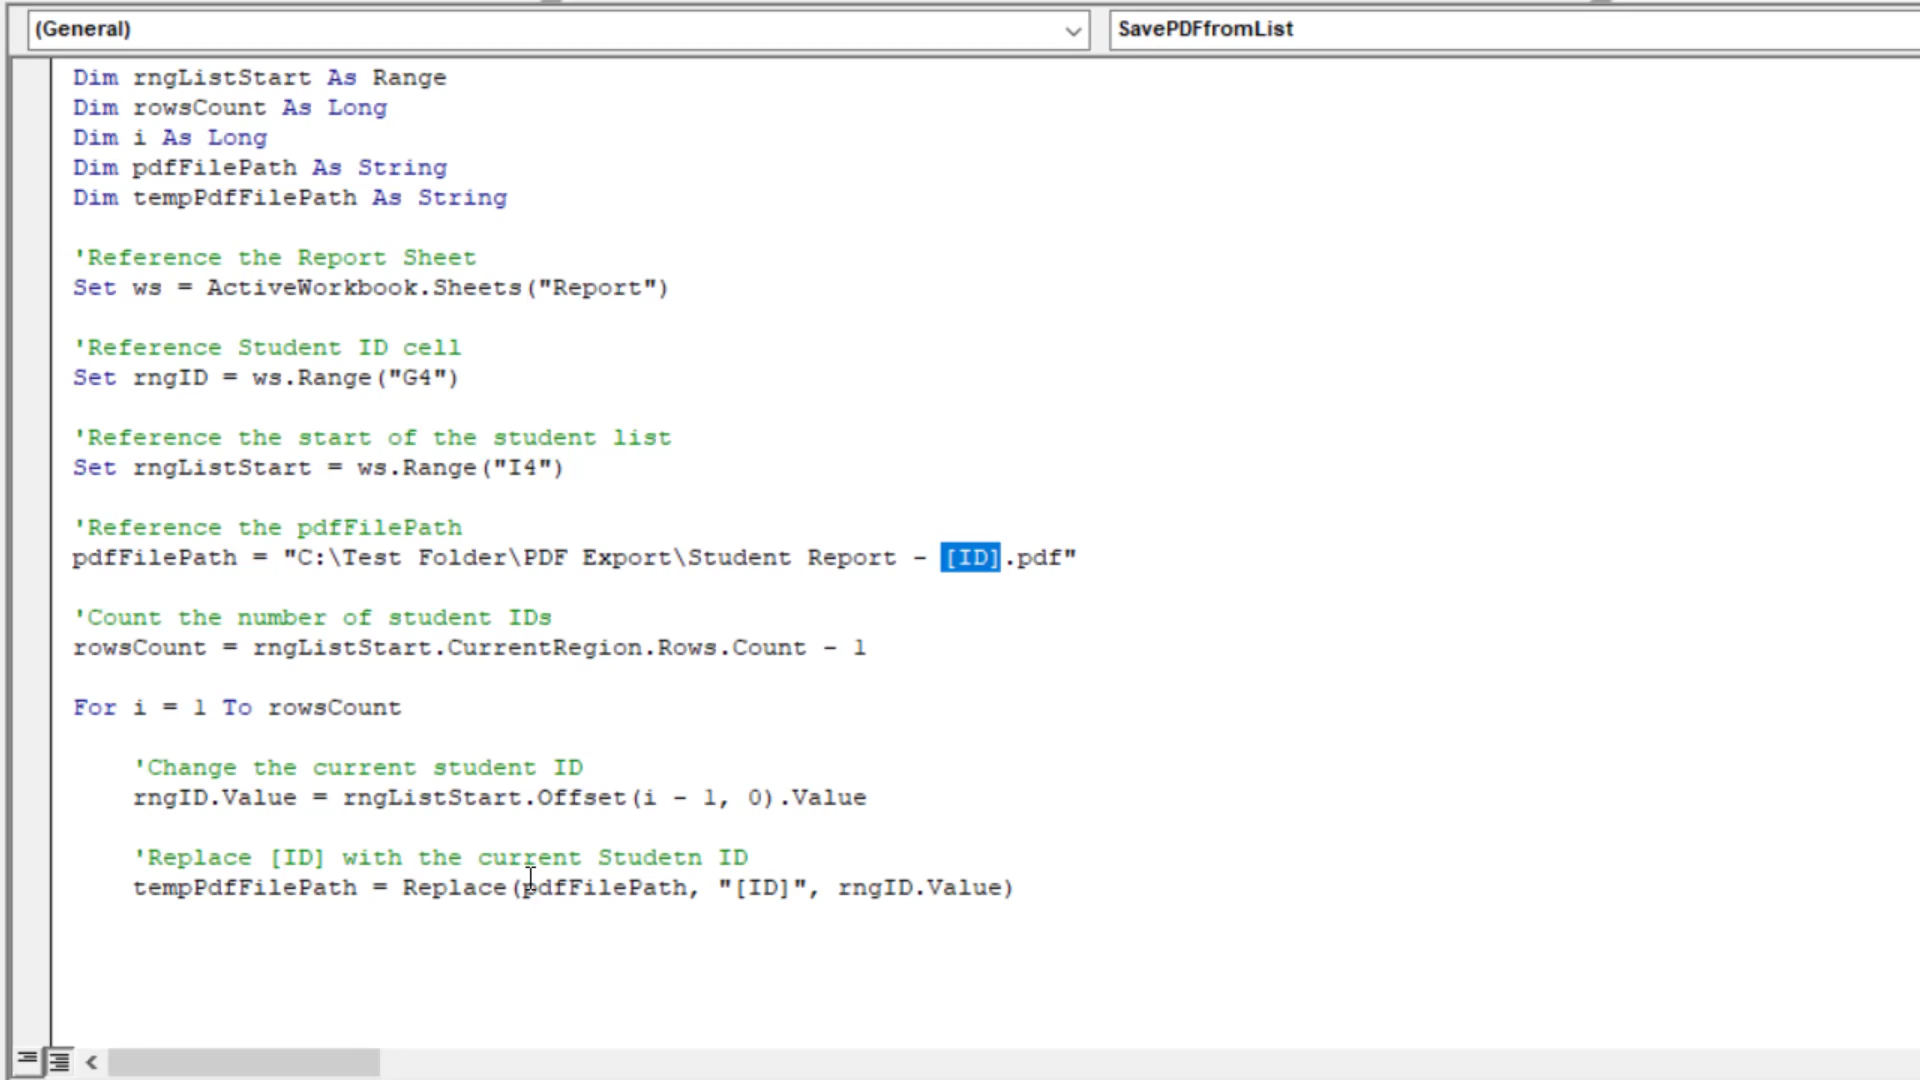 (General)
SavePDFfromList
Dim rngListStart As Range
Dim rowsCount As Long
Dim i As Long
Dim pdfFilePath As String
Dim tempPdfFilePath As String
'Reference the Report Sheet
Set ws = ActiveWorkbook.Sheets("Report")
'Reference Student ID cell
Set rngID = ws.Range("G4")
'Reference the start of the student list
Set rngListStart = ws.Range("I4")
'Reference the pdfFilePath
pdfFilePath = "C:\Test Folder\PDF Export\Student Report - [ID].pdf"
'Count the number of student IDs
rowsCount = rngListStart.CurrentRegion.Rows.Count - 1
For i = 1 To rowsCount
'Change the current student ID
rngID.Value = rngListStart.Offset(i - 1, 0).Value
'Replace [ID] with the current Studetn ID
tempPdfFilePath = Replace(pdfFilePath, "[ID]", rngID.Value)